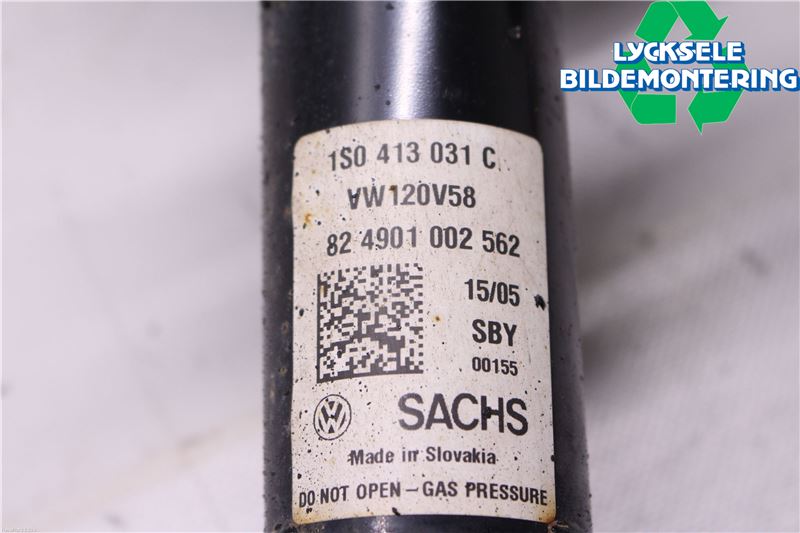 LYCKSELE
BILDEMONTERING
1S0 413 031 C
VW120V58
82 4901 002 562
15/05
SBY
00155
VW
SACHS
Made in Slovakia
DO NOT OPEN – GAS PRESSURE